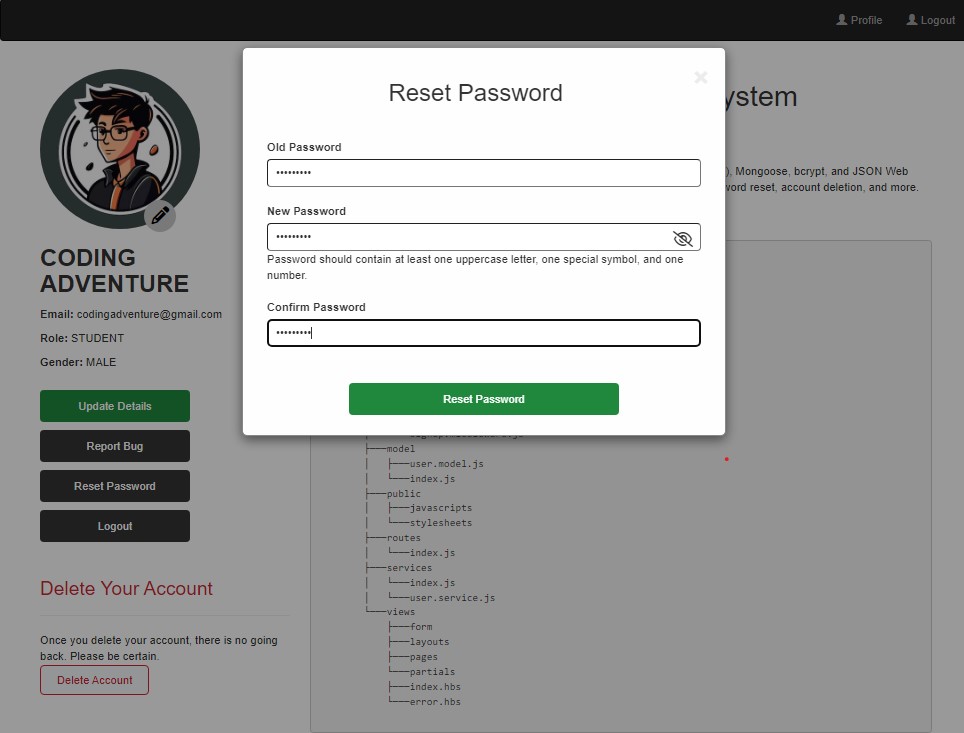 Profile
Logout
Reset Password
ystem
Old Password
•••••••••
), Mongoose, bcrypt, and JSON Web
word reset, account deletion, and more.
New Password
•••••••••
Password should contain at least one uppercase letter, one special symbol, and one
number.
Confirm Password
•••••••••
Reset Password
CODING
ADVENTURE
Email: codingadventure@gmail.com
Role: STUDENT
Gender: MALE
Update Details
Report Bug
Reset Password
Logout
Delete Your Account
Once you delete your account, there is no going
back. Please be certain.
Delete Account
├───model
│   ├───user.model.js
│   └───index.js
├───public
│   ├───javascripts
│   └───stylesheets
├───routes
│   └───index.js
├───services
│   ├───index.js
│   └───user.service.js
└───views
    ├───form
    ├───layouts
    ├───pages
    └───partials
    ├───index.hbs
    └───error.hbs